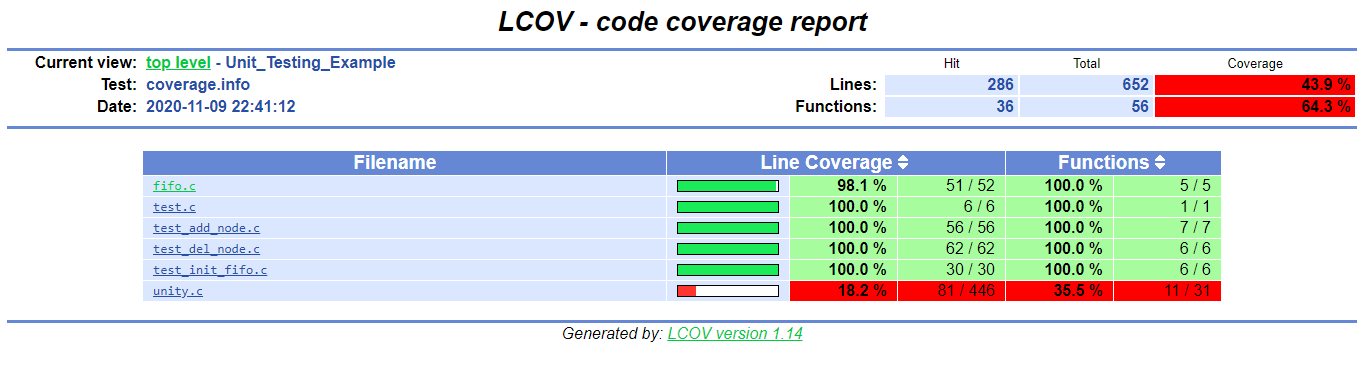 LCOV - code coverage report
Current view: top level - Unit_Testing_Example Hit Total Coverage
Test: coverage.info Lines: 286 652 43.9 %
Date: 2020-11-09 22:41:12 Functions: 36 56 64.3 %
Filename Line Coverage Functions
fifo.c 98.1 % 51 / 52 100.0 % 5 / 5
test.c 100.0 % 6 / 6 100.0 % 1 / 1
test_add_node.c 100.0 % 56 / 56 100.0 % 7 / 7
test_del_node.c 100.0 % 62 / 62 100.0 % 6 / 6
test_init_fifo.c 100.0 % 30 / 30 100.0 % 6 / 6
unity.c 18.2 % 81 / 446 35.5 % 11 / 31
Generated by: LCOV version 1.14